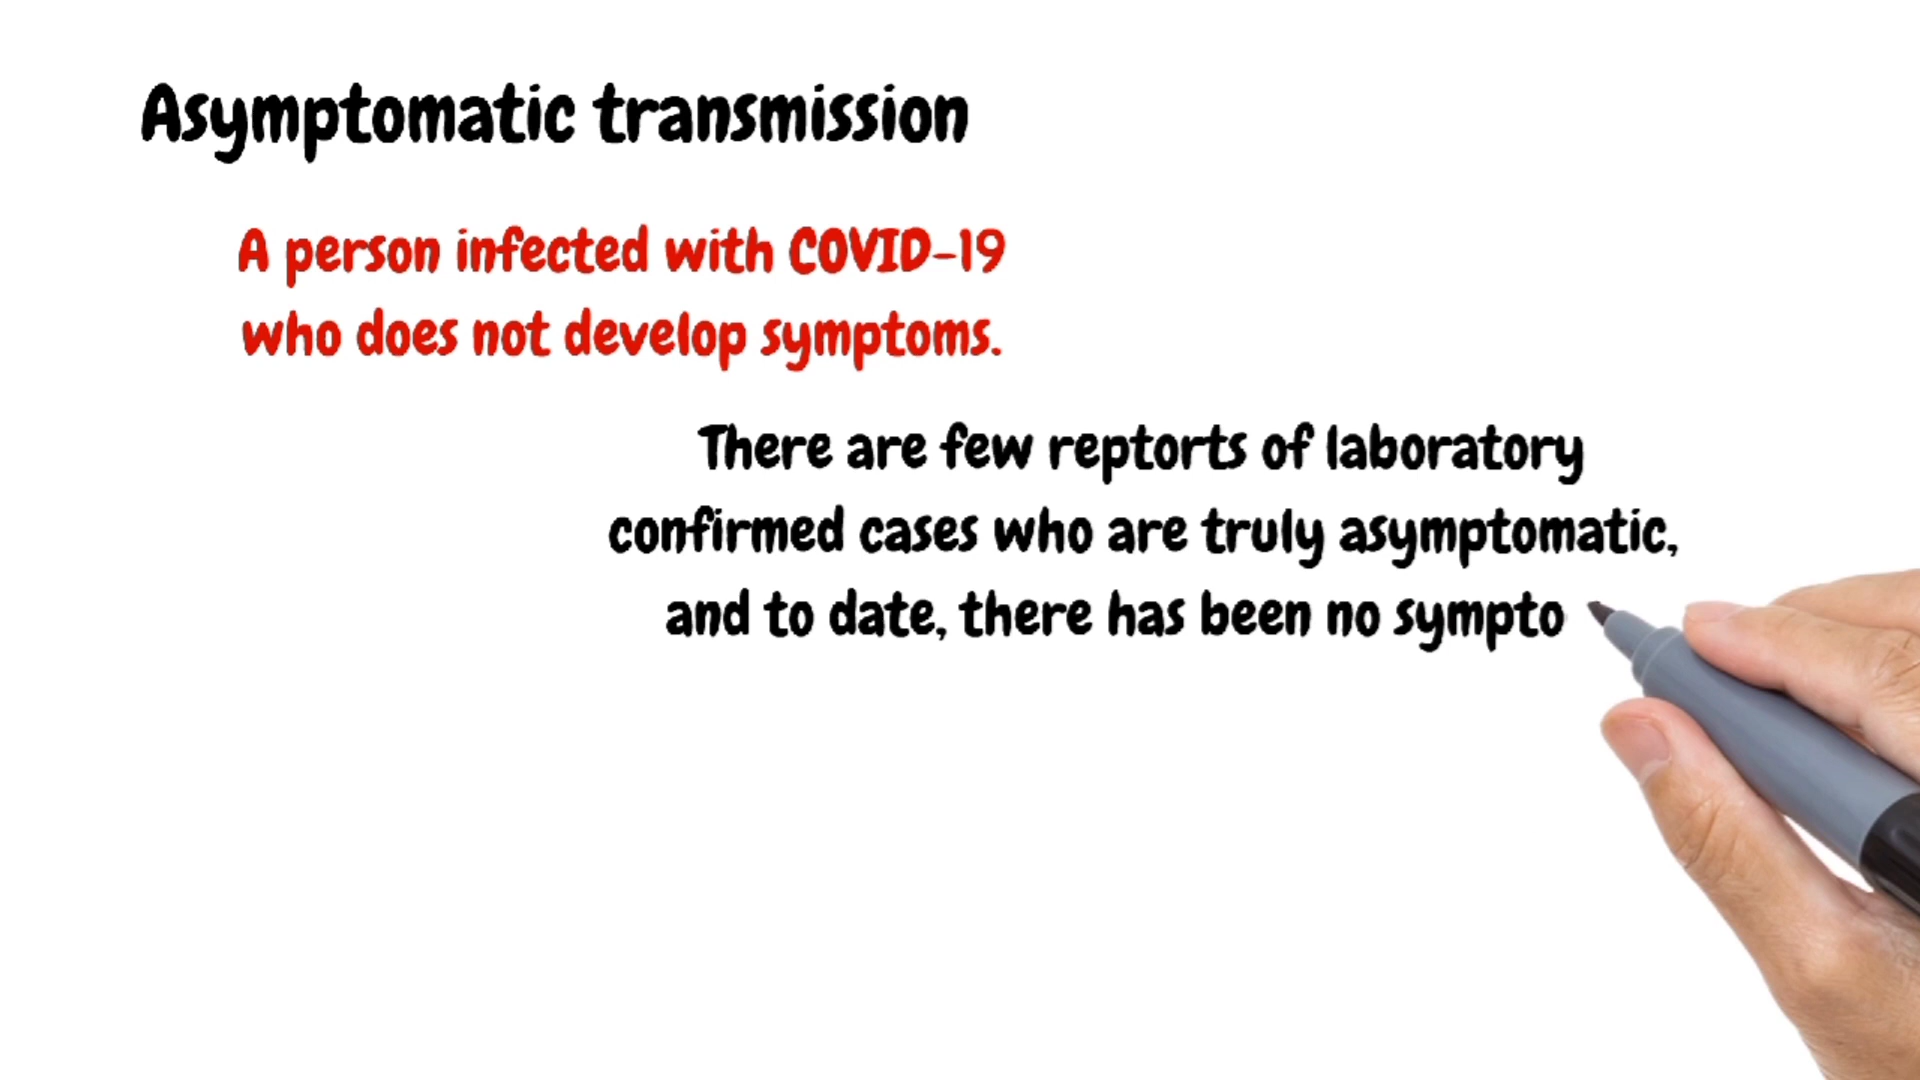 Asymptomatic transmission
A person infected with COVID-19
who does not develop symptoms.
There are few reptorts of laboratory
confirmed cases who are truly asymptomatic,
and to date, there has been no sympto